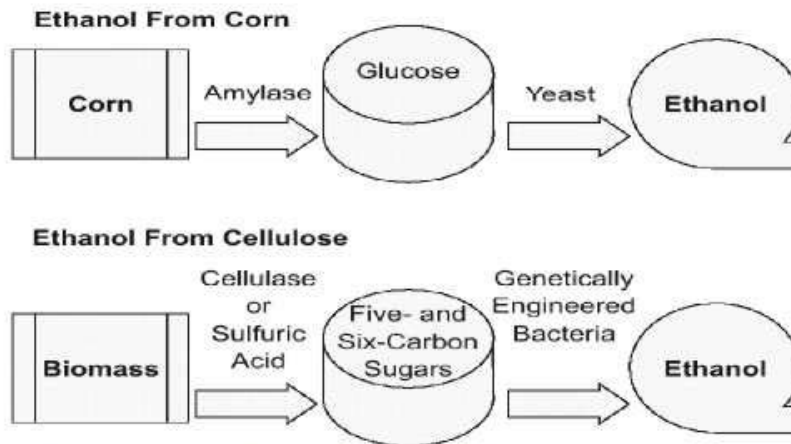 Ethanol From Corn
Corn
Amylase
Glucose
Yeast
Ethanol
Ethanol From Cellulose
Biomass
Cellulase
or
Sulfuric
Acid
Five- and
Six-Carbon
Sugars
Genetically
Engineered
Bacteria
Ethanol